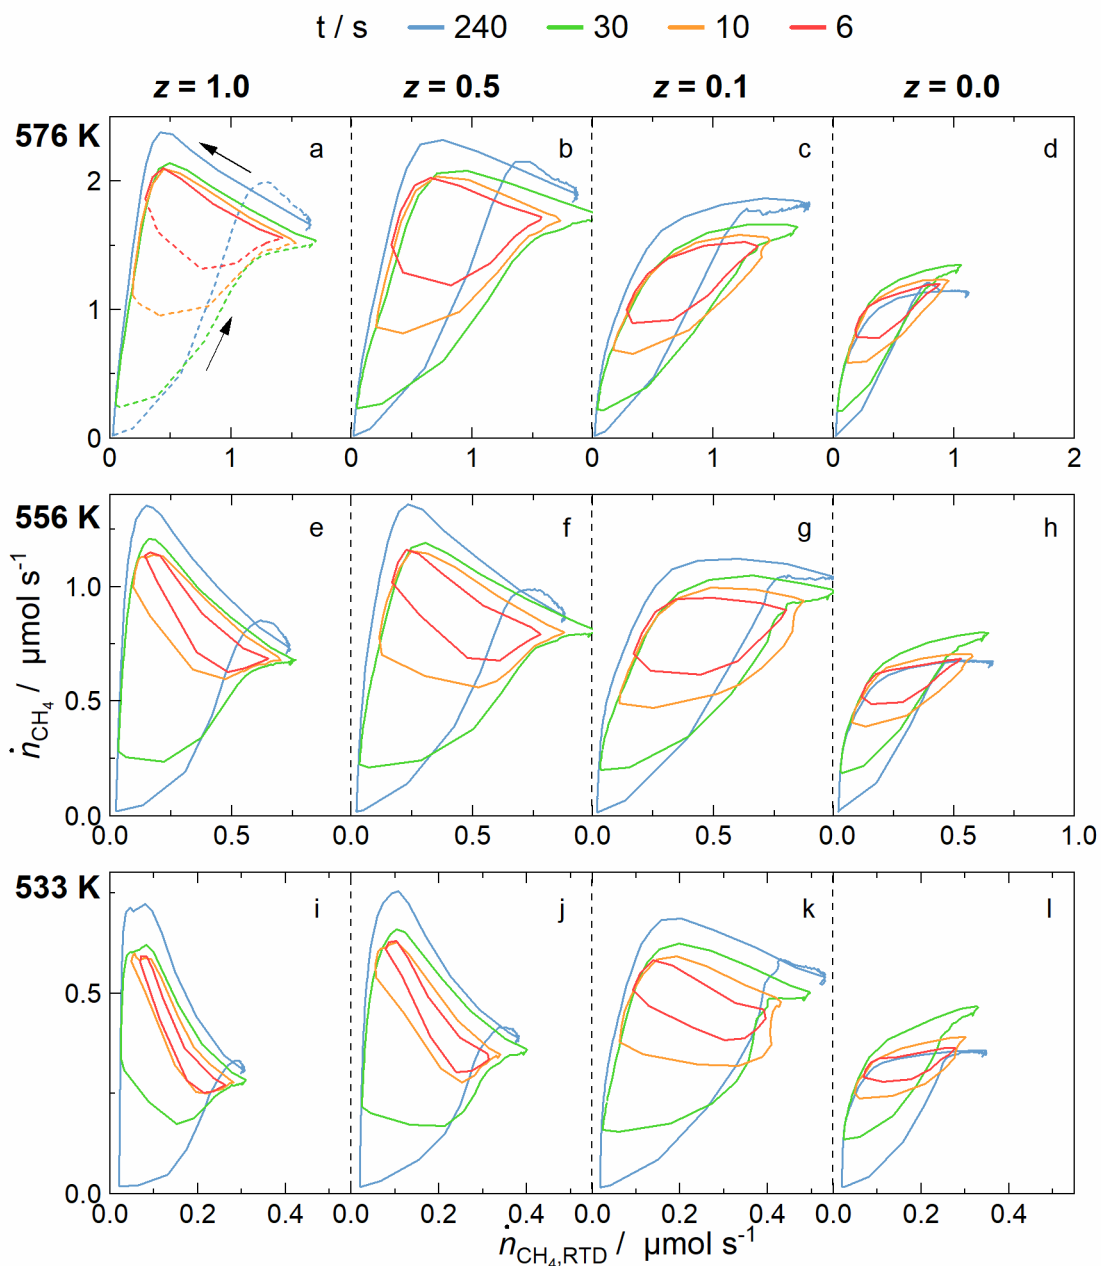 t / s 240 30 10 6
z = 1.0 z = 0.5 z = 0.1 z = 0.0
576 K a b c d
2
1
0
0 1 0 1 0 1 0 1 2
556 K e f g h
1.0
0.5
0.0
0.0 0.5 0.0 0.5 0.0 0.5 0.0 0.5 1.0
533 K i j k l
0.5
0.0
0.0 0.2 0.4 0.0 0.2 0.4 0.0 0.2 0.4 0.0 0.2 0.4
ṅCH₄ / μmol s⁻¹
ṅCH₄,RTD / μmol s⁻¹